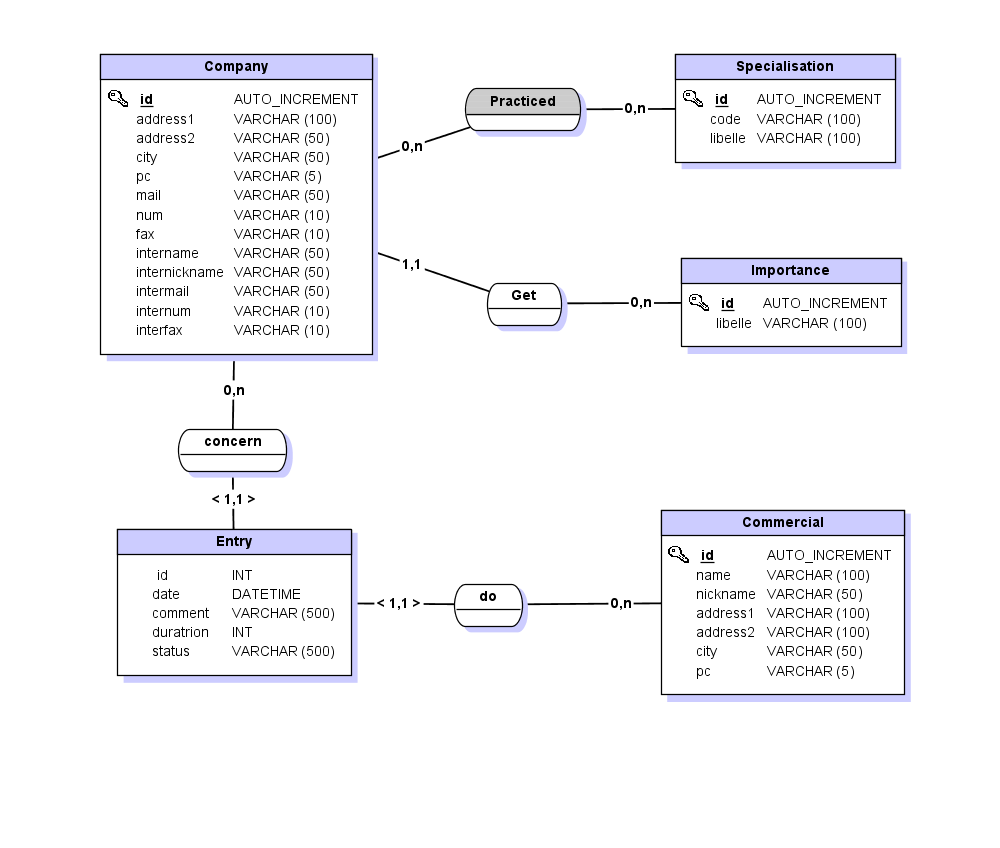 Company
id AUTO_INCREMENT
address1 VARCHAR (100)
address2 VARCHAR (50)
city VARCHAR (50)
pc VARCHAR (5)
mail VARCHAR (50)
num VARCHAR (10)
fax VARCHAR (10)
intername VARCHAR (50)
internickname VARCHAR (50)
intermail VARCHAR (50)
internum VARCHAR (10)
interfax VARCHAR (10)
0,n
Practiced
0,n
Specialisation
id AUTO_INCREMENT
code VARCHAR (100)
libelle VARCHAR (100)
1,1
Get
0,n
Importance
id AUTO_INCREMENT
libelle VARCHAR (100)
0,n
concern
< 1,1 >
Entry
id INT
date DATETIME
comment VARCHAR (500)
duratrion INT
status VARCHAR (500)
< 1,1 >
do
0,n
Commercial
id AUTO_INCREMENT
name VARCHAR (100)
nickname VARCHAR (50)
address1 VARCHAR (100)
address2 VARCHAR (100)
city VARCHAR (50)
pc VARCHAR (5)